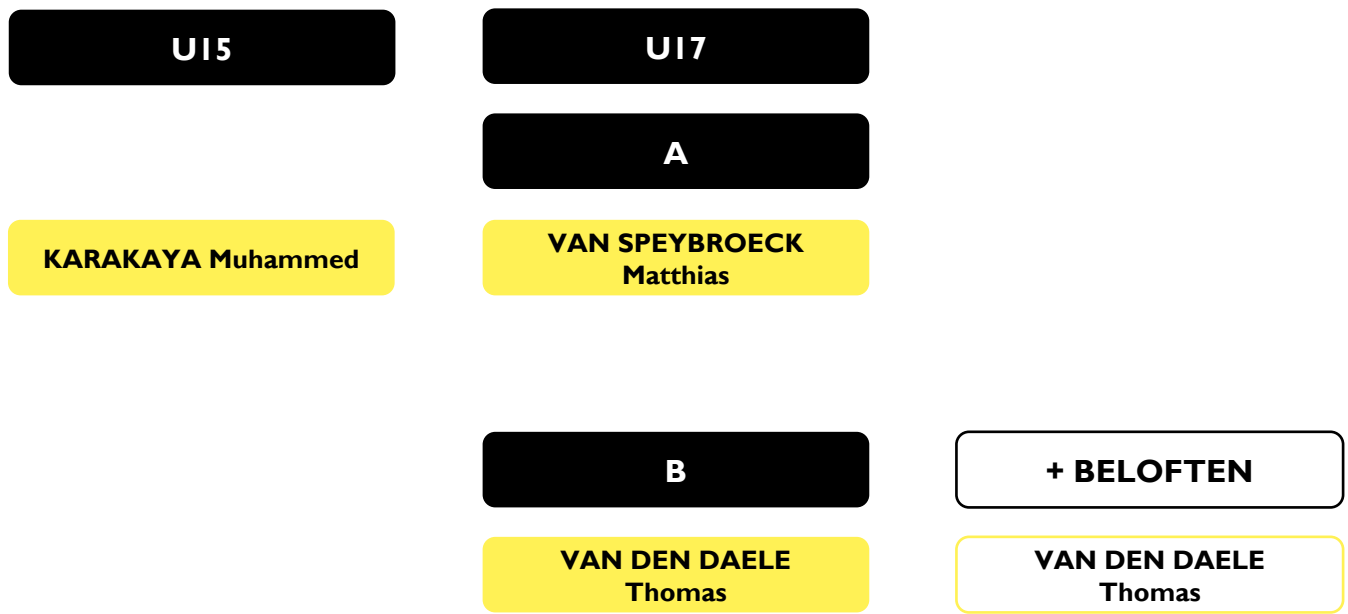 U15
U17
A
KARAKAYA Muhammed
VAN SPEYBROECK
Matthias
B
+ BELOFTEN
VAN DEN DAELE
Thomas
VAN DEN DAELE
Thomas